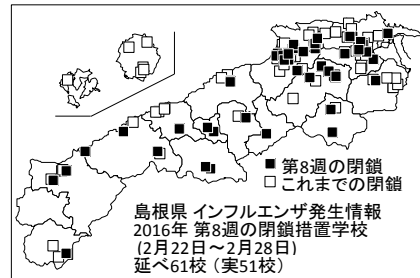 ■ 第8週の閉鎖
□ これまでの閉鎖
島根県 インフルエンザ発生情報
2016年 第8週の閉鎖措置学校
(2月22日～2月28日)
延べ61校 (実51校)